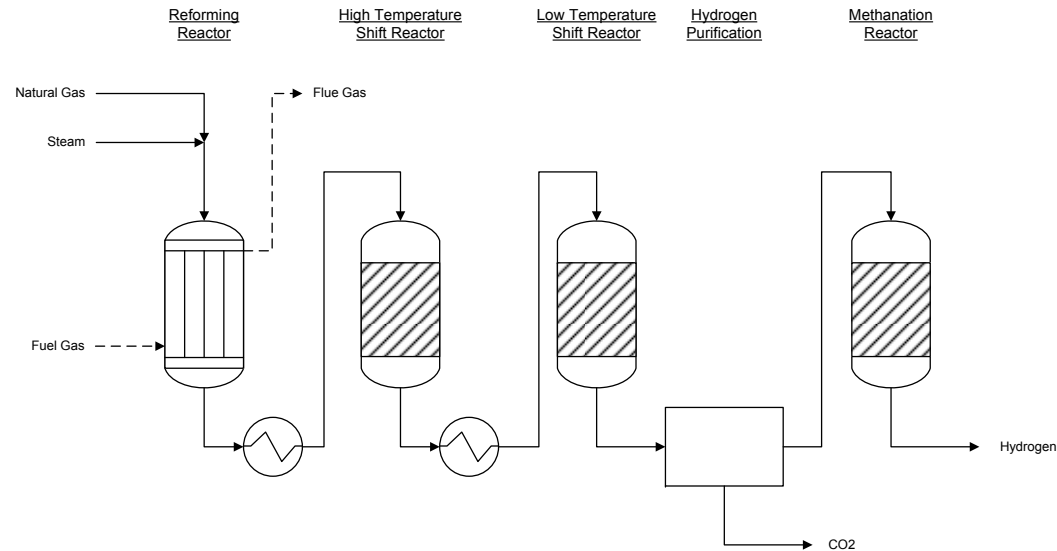 Reforming
Reactor
High Temperature
Shift Reactor
Low Temperature
Shift Reactor
Hydrogen
Purification
Methanation
Reactor
Natural Gas
Flue Gas
Steam
Fuel Gas
Hydrogen
CO2